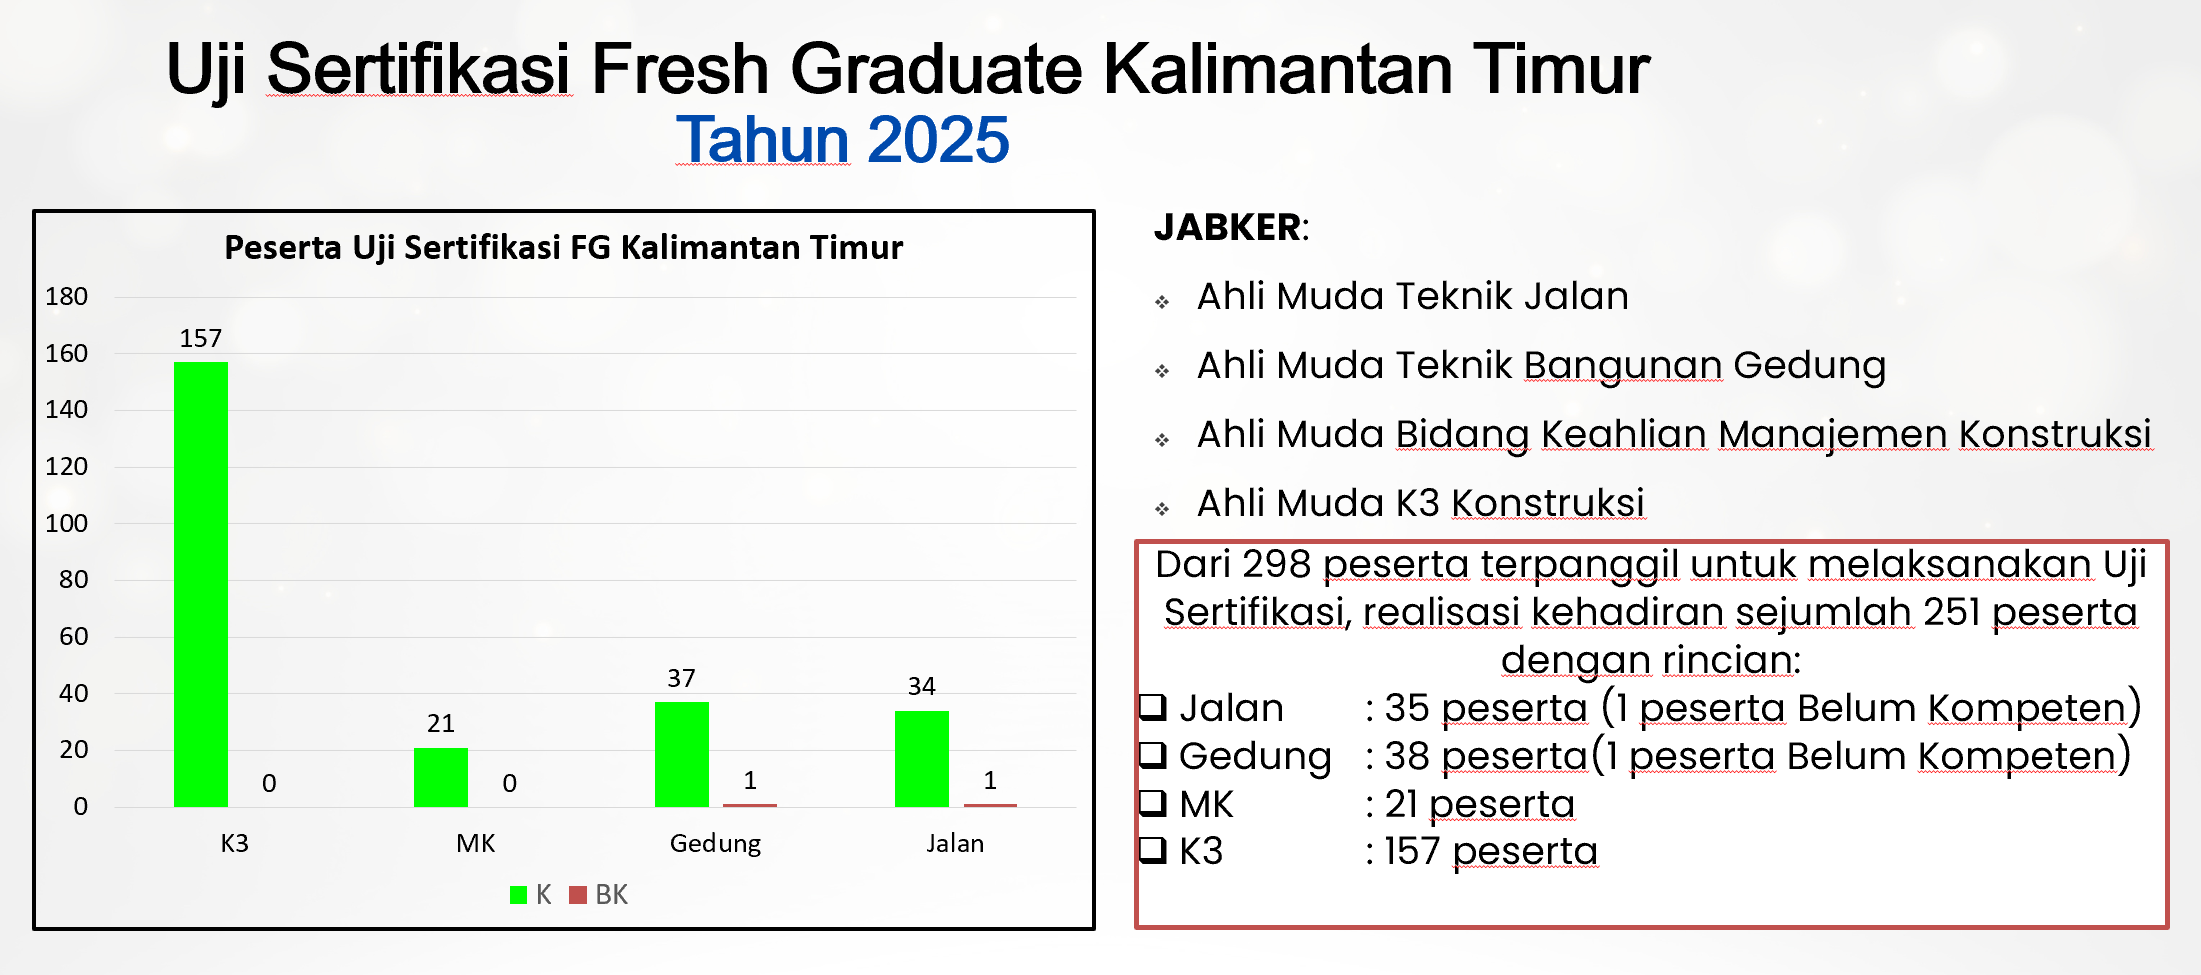 Uji Sertifikasi Fresh Graduate Kalimantan Timur
Tahun 2025
Peserta Uji Sertifikasi FG Kalimantan Timur
180
160
140
120
100
80
60
40
20
0
157
0
21
0
37
1
34
1
K3
MK
Gedung
Jalan
K
BK
JABKER:
❖ Ahli Muda Teknik Jalan
❖ Ahli Muda Teknik Bangunan Gedung
❖ Ahli Muda Bidang Keahlian Manajemen Konstruksi
❖ Ahli Muda K3 Konstruksi
Dari 298 peserta terpanggil untuk melaksanakan Uji
Sertifikasi, realisasi kehadiran sejumlah 251 peserta
dengan rincian:
❑ Jalan : 35 peserta (1 peserta Belum Kompeten)
❑ Gedung : 38 peserta(1 peserta Belum Kompeten)
❑ MK : 21 peserta
❑ K3 : 157 peserta